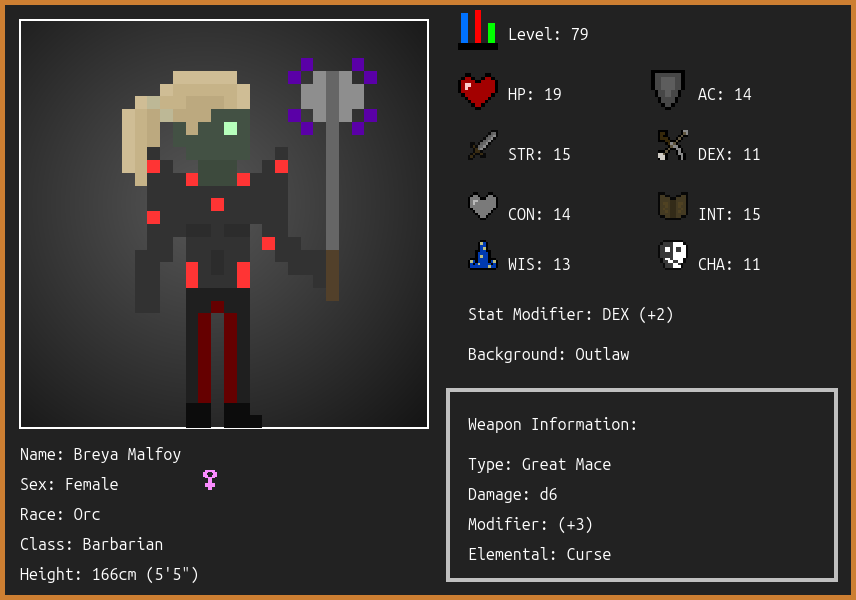 Level: 79
HP: 19
AC: 14
STR: 15
DEX: 11
CON: 14
INT: 15
WIS: 13
CHA: 11
Stat Modifier: DEX (+2)
Background: Outlaw
Weapon Information:
Type: Great Mace
Damage: d6
Modifier: (+3)
Elemental: Curse
Name: Breya Malfoy
Sex: Female
Race: Orc
Class: Barbarian
Height: 166cm (5'5")